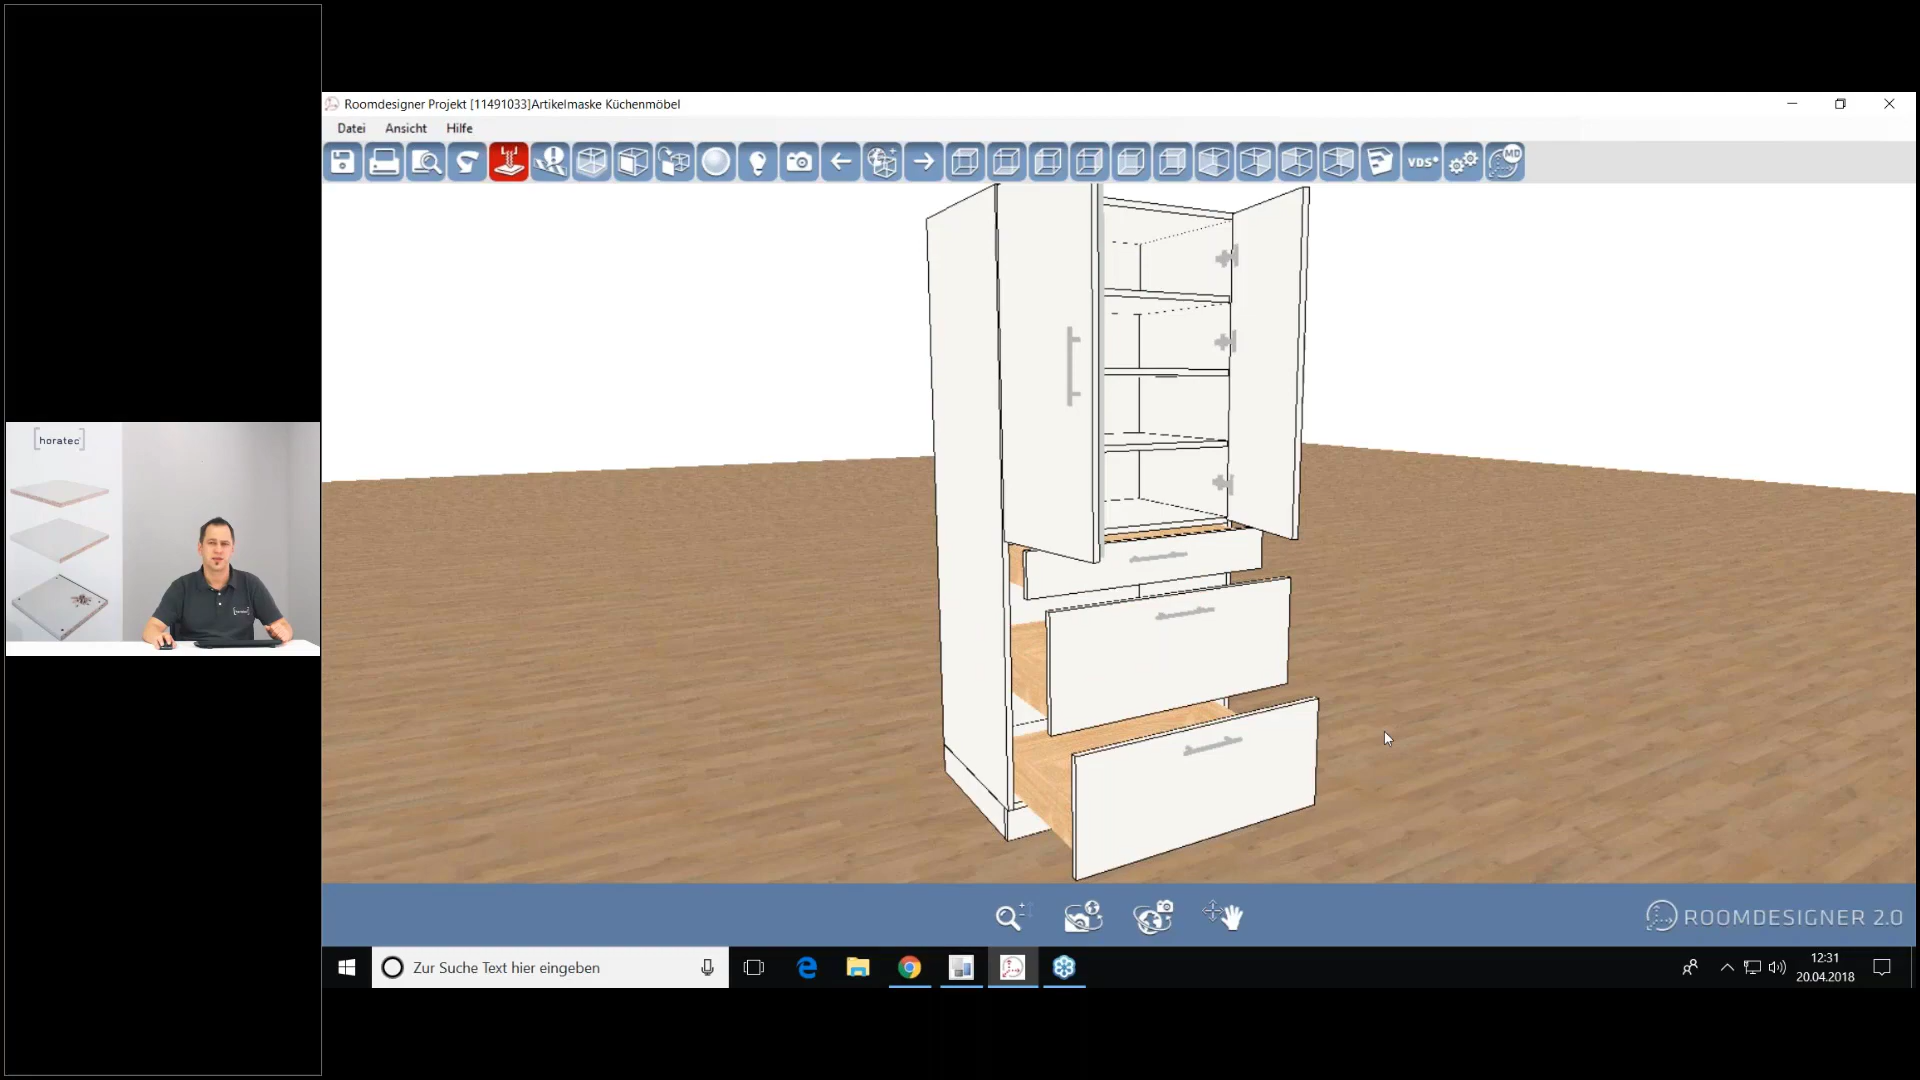 Roomdesigner Projekt [11491033]Artikelmaske Küchenmöbel
Datei Ansicht Hilfe
VDS+
MD
[horatec]
ROOMDESIGNER 2.0
Zur Suche Text hier eingeben
12:31
20.04.2018